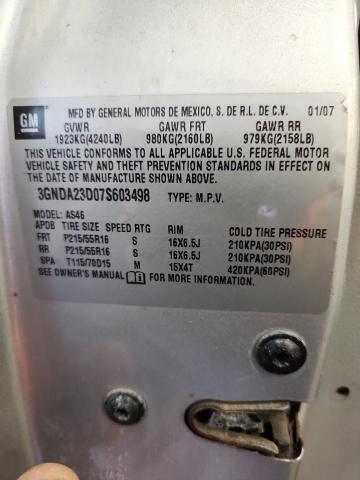 GM
MFD BY GENERAL MOTORS DE MEXICO, S. DE R.L. DE C.V. 01/07
GVWR GAWR FRT GAWR RR
1923KG(4240LB) 980KG(2160LB) 979KG(2158LB)
THIS VEHICLE CONFORMS TO ALL APPLICABLE U.S. FEDERAL MOTOR
VEHICLE SAFETY AND THEFT PREVENTION STANDARDS IN EFFECT ON
THE DATE OF MANUFACTURE SHOWN ABOVE.
3GNDA23D07S603498 TYPE: M.P.V.
MODEL: AS46
APDB TIRE SIZE SPEED RTG RIM COLD TIRE PRESSURE
FRT P215/55R16 S 16X6.5J 210KPA(30PSI)
RR P215/55R16 S 16X6.5J 210KPA(30PSI)
SPA T115/70D15 M 15X4T 420KPA(60PSI)
SEE OWNER'S MANUAL FOR MORE INFORMATION